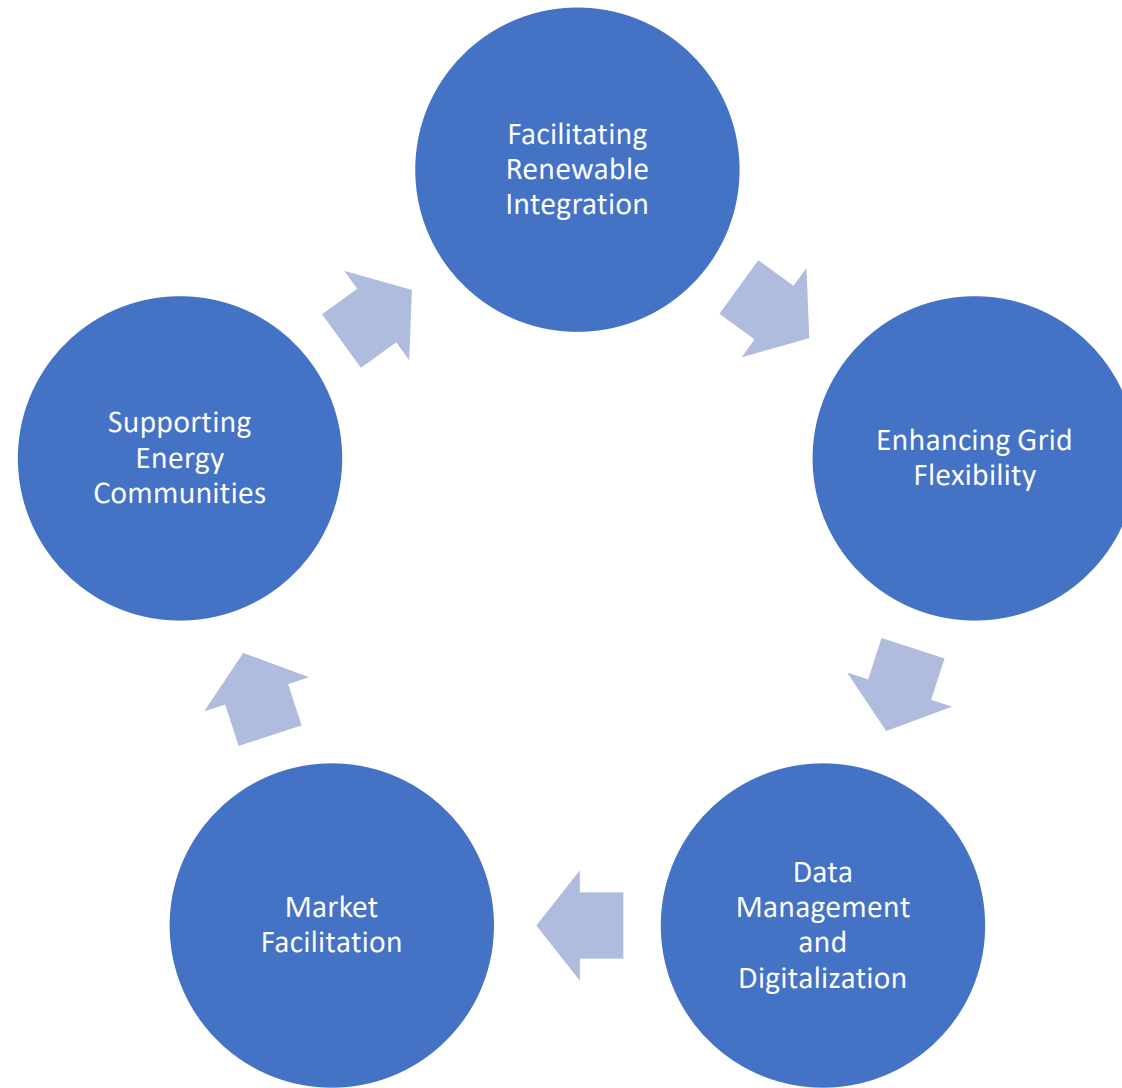 Facilitating
Renewable
Integration
Enhancing Grid
Flexibility
Data
Management
and
Digitalization
Market
Facilitation
Supporting
Energy
Communities